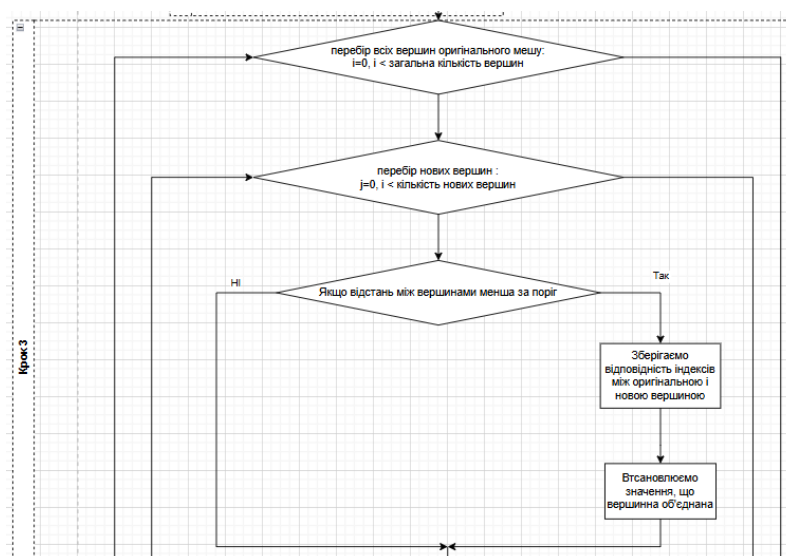 перебір всіх вершин оригінального мешу:
i=0, i < загальна кількість вершин
перебір нових вершин :
j=0, i < кількість нових вершин
НІ
Так
Якщо відстань між вершинами менша за поріг
Крок 3
Зберігаємо
відповідність індексів
між оригінальною і
новою вершиною
Втсановлюємо
значення, що
вершинна об'єднана